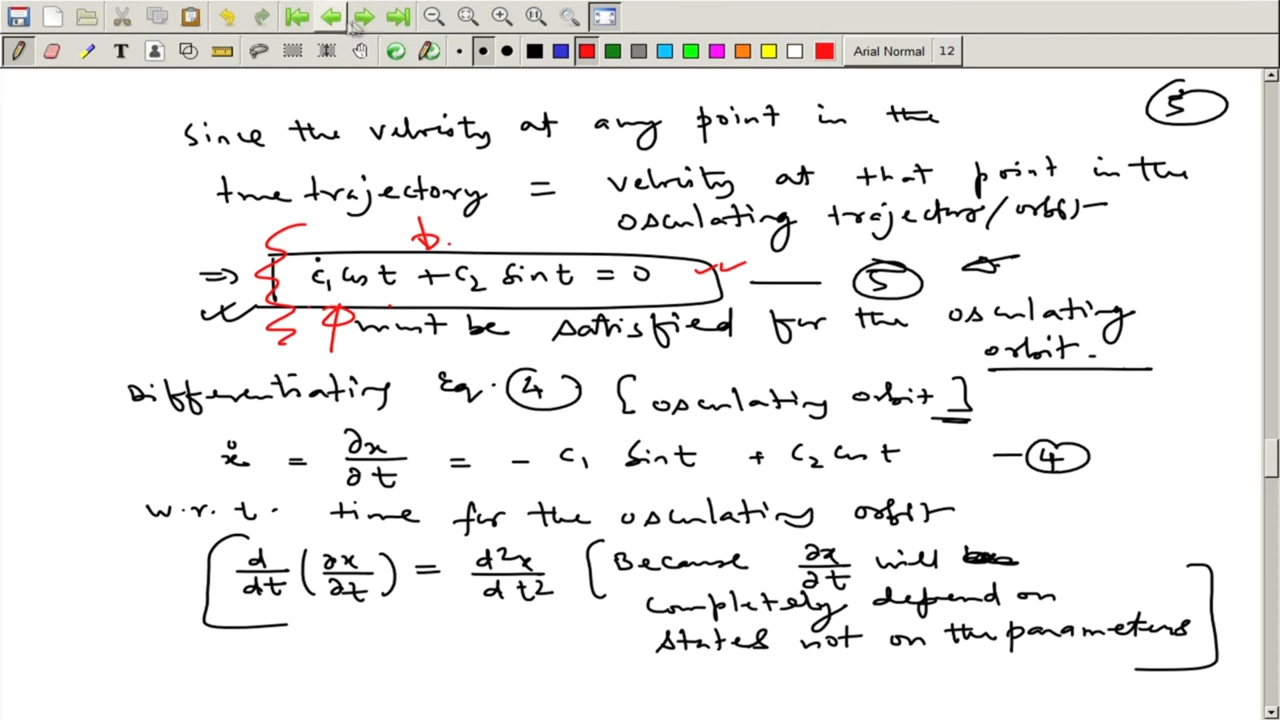 T
Arial Normal 12
5
Since the velocity at any point in the
true trajectory = velocity at that point in the
osculating trajector/orbit
⇒ ċ₁ cos t + c₂ sin t = 0 — 5
must be satisfied for the osculating
orbit.
Differentiating Eq. 4 [osculating orbit]
ẋ = ∂x/∂t = - c₁ sin t + c₂ cos t — 4
w.r.t. time for the osculating orbit
[d/dt (∂x/∂t) = d²x/dt² [Because ∂x/∂t will
completely depend on
states not on the parameters]